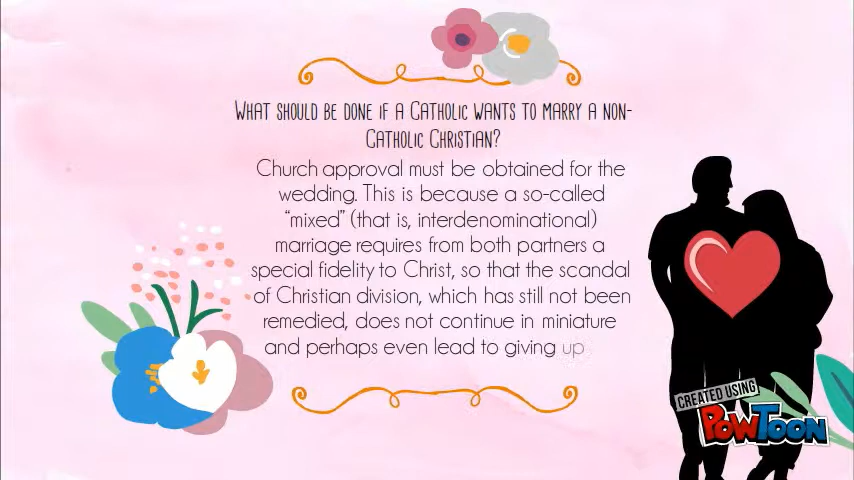 What should be done if a Catholic wants to marry a non-
Catholic Christian?
Church approval must be obtained for the
wedding. This is because a so-called
“mixed” (that is, interdenominational)
marriage requires from both partners a
special fidelity to Christ, so that the scandal
of Christian division, which has still not been
remedied, does not continue in miniature
and perhaps even lead to giving up
CREATED USING
PowToon